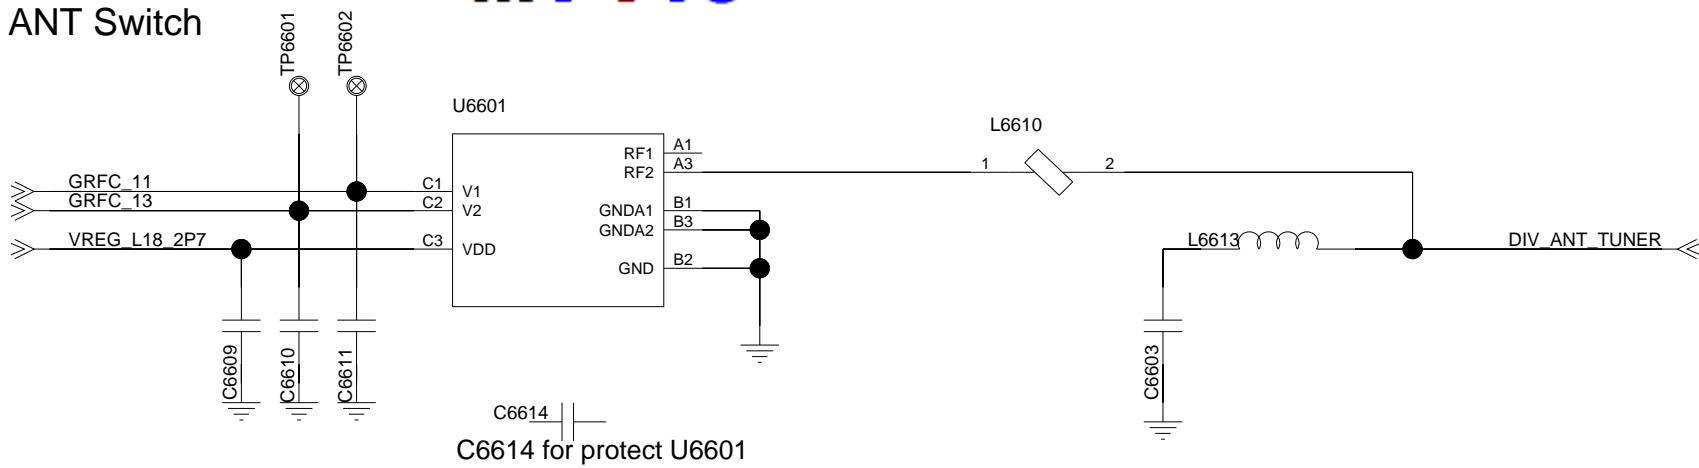 ANT Switch
TP6601
TP6602
U6601
L6610
RF1 A1
RF2 A3
1 2
GRFC_11 C1 V1
GRFC_13 C2 V2
GNDA1 B1
GNDA2 B3
VREG_L18_2P7 C3 VDD
L6613 DIV_ANT_TUNER
GND B2
C6609
C6610
C6611
C6603
C6614
C6614 for protect U6601